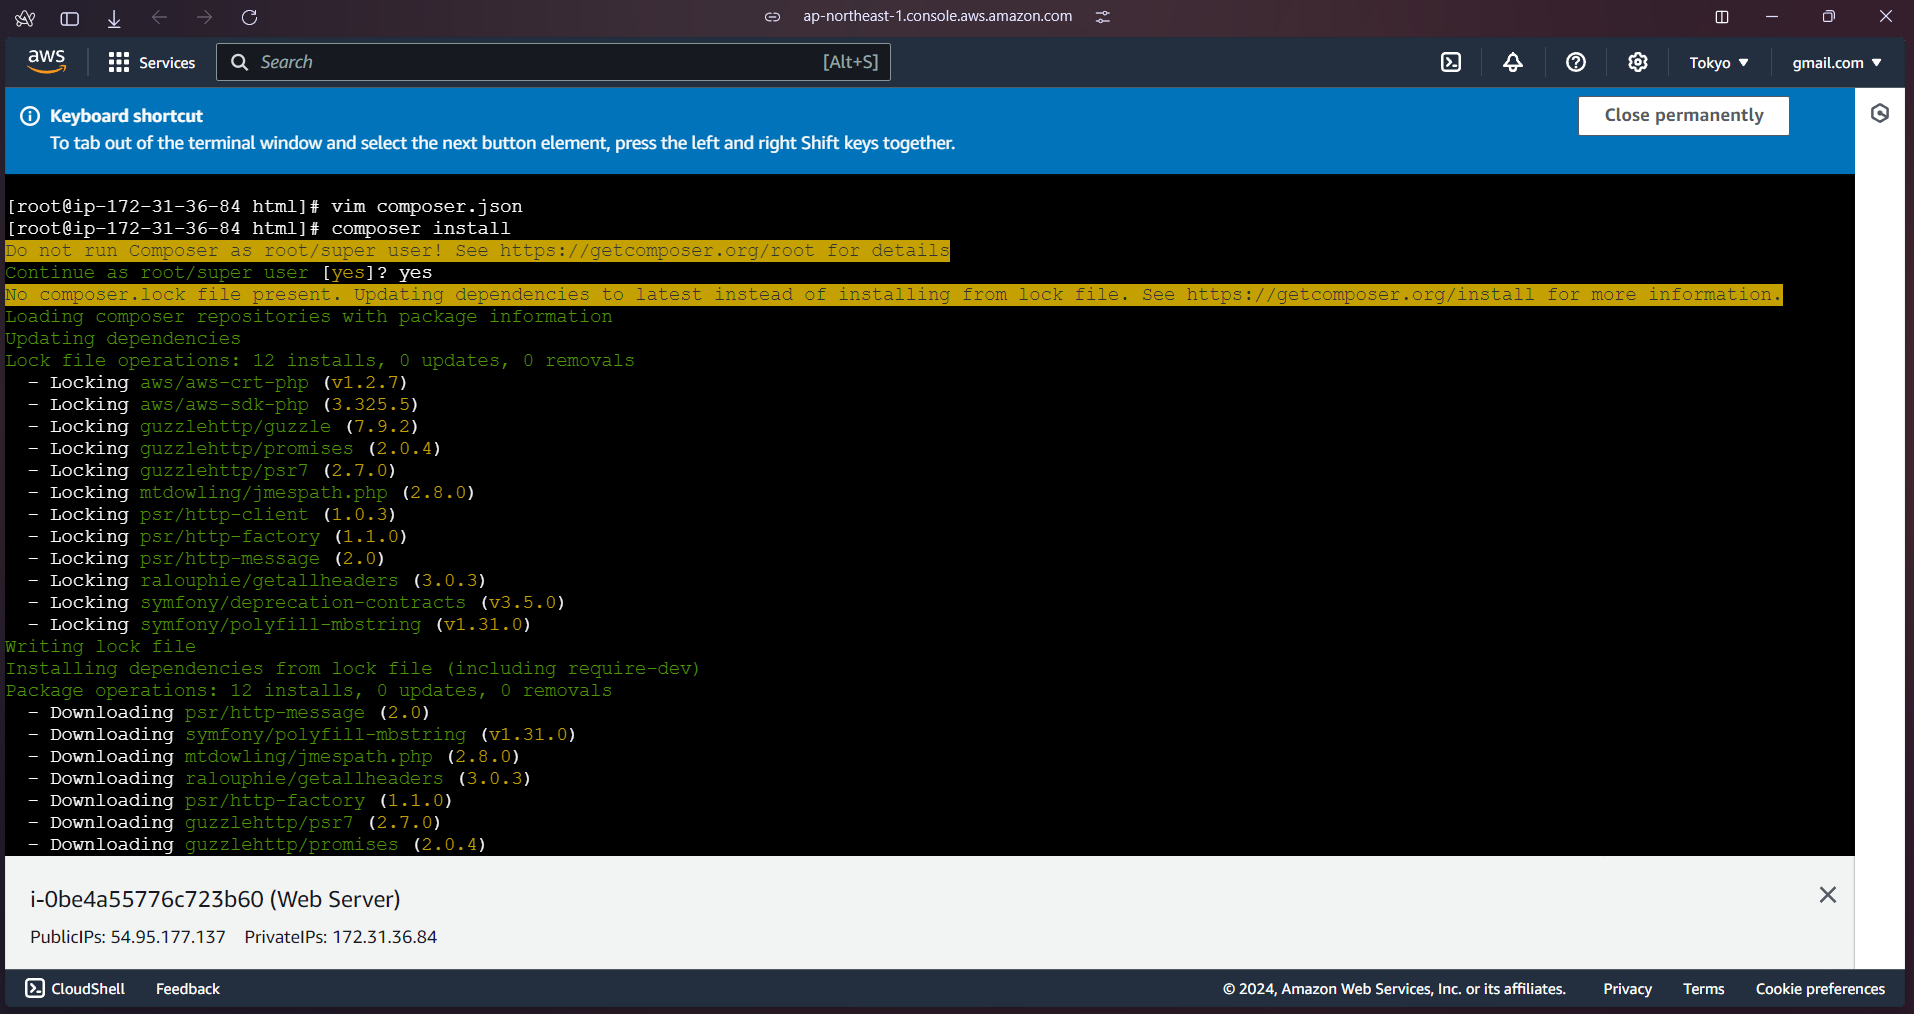 ap-northeast-1.console.aws.amazon.com
aws
Services
Search
[Alt+S]
Tokyo ▼
gmail.com ▼
Keyboard shortcut
To tab out of the terminal window and select the next button element, press the left and right Shift keys together.
Close permanently
[root@ip-172-31-36-84 html]# vim composer.json
[root@ip-172-31-36-84 html]# composer install
Do not run Composer as root/super user! See https://getcomposer.org/root for details
Continue as root/super user [yes]? yes
No composer.lock file present. Updating dependencies to latest instead of installing from lock file. See https://getcomposer.org/install for more information.
Loading composer repositories with package information
Updating dependencies
Lock file operations: 12 installs, 0 updates, 0 removals
- Locking aws/aws-crt-php (v1.2.7)
- Locking aws/aws-sdk-php (3.325.5)
- Locking guzzlehttp/guzzle (7.9.2)
- Locking guzzlehttp/promises (2.0.4)
- Locking guzzlehttp/psr7 (2.7.0)
- Locking mtdowling/jmespath.php (2.8.0)
- Locking psr/http-client (1.0.3)
- Locking psr/http-factory (1.1.0)
- Locking psr/http-message (2.0)
- Locking ralouphie/getallheaders (3.0.3)
- Locking symfony/deprecation-contracts (v3.5.0)
- Locking symfony/polyfill-mbstring (v1.31.0)
Writing lock file
Installing dependencies from lock file (including require-dev)
Package operations: 12 installs, 0 updates, 0 removals
- Downloading psr/http-message (2.0)
- Downloading symfony/polyfill-mbstring (v1.31.0)
- Downloading mtdowling/jmespath.php (2.8.0)
- Downloading ralouphie/getallheaders (3.0.3)
- Downloading psr/http-factory (1.1.0)
- Downloading guzzlehttp/psr7 (2.7.0)
- Downloading guzzlehttp/promises (2.0.4)
i-0be4a55776c723b60 (Web Server)
PublicIPs: 54.95.177.137 PrivateIPs: 172.31.36.84
CloudShell
Feedback
© 2024, Amazon Web Services, Inc. or its affiliates.
Privacy
Terms
Cookie preferences